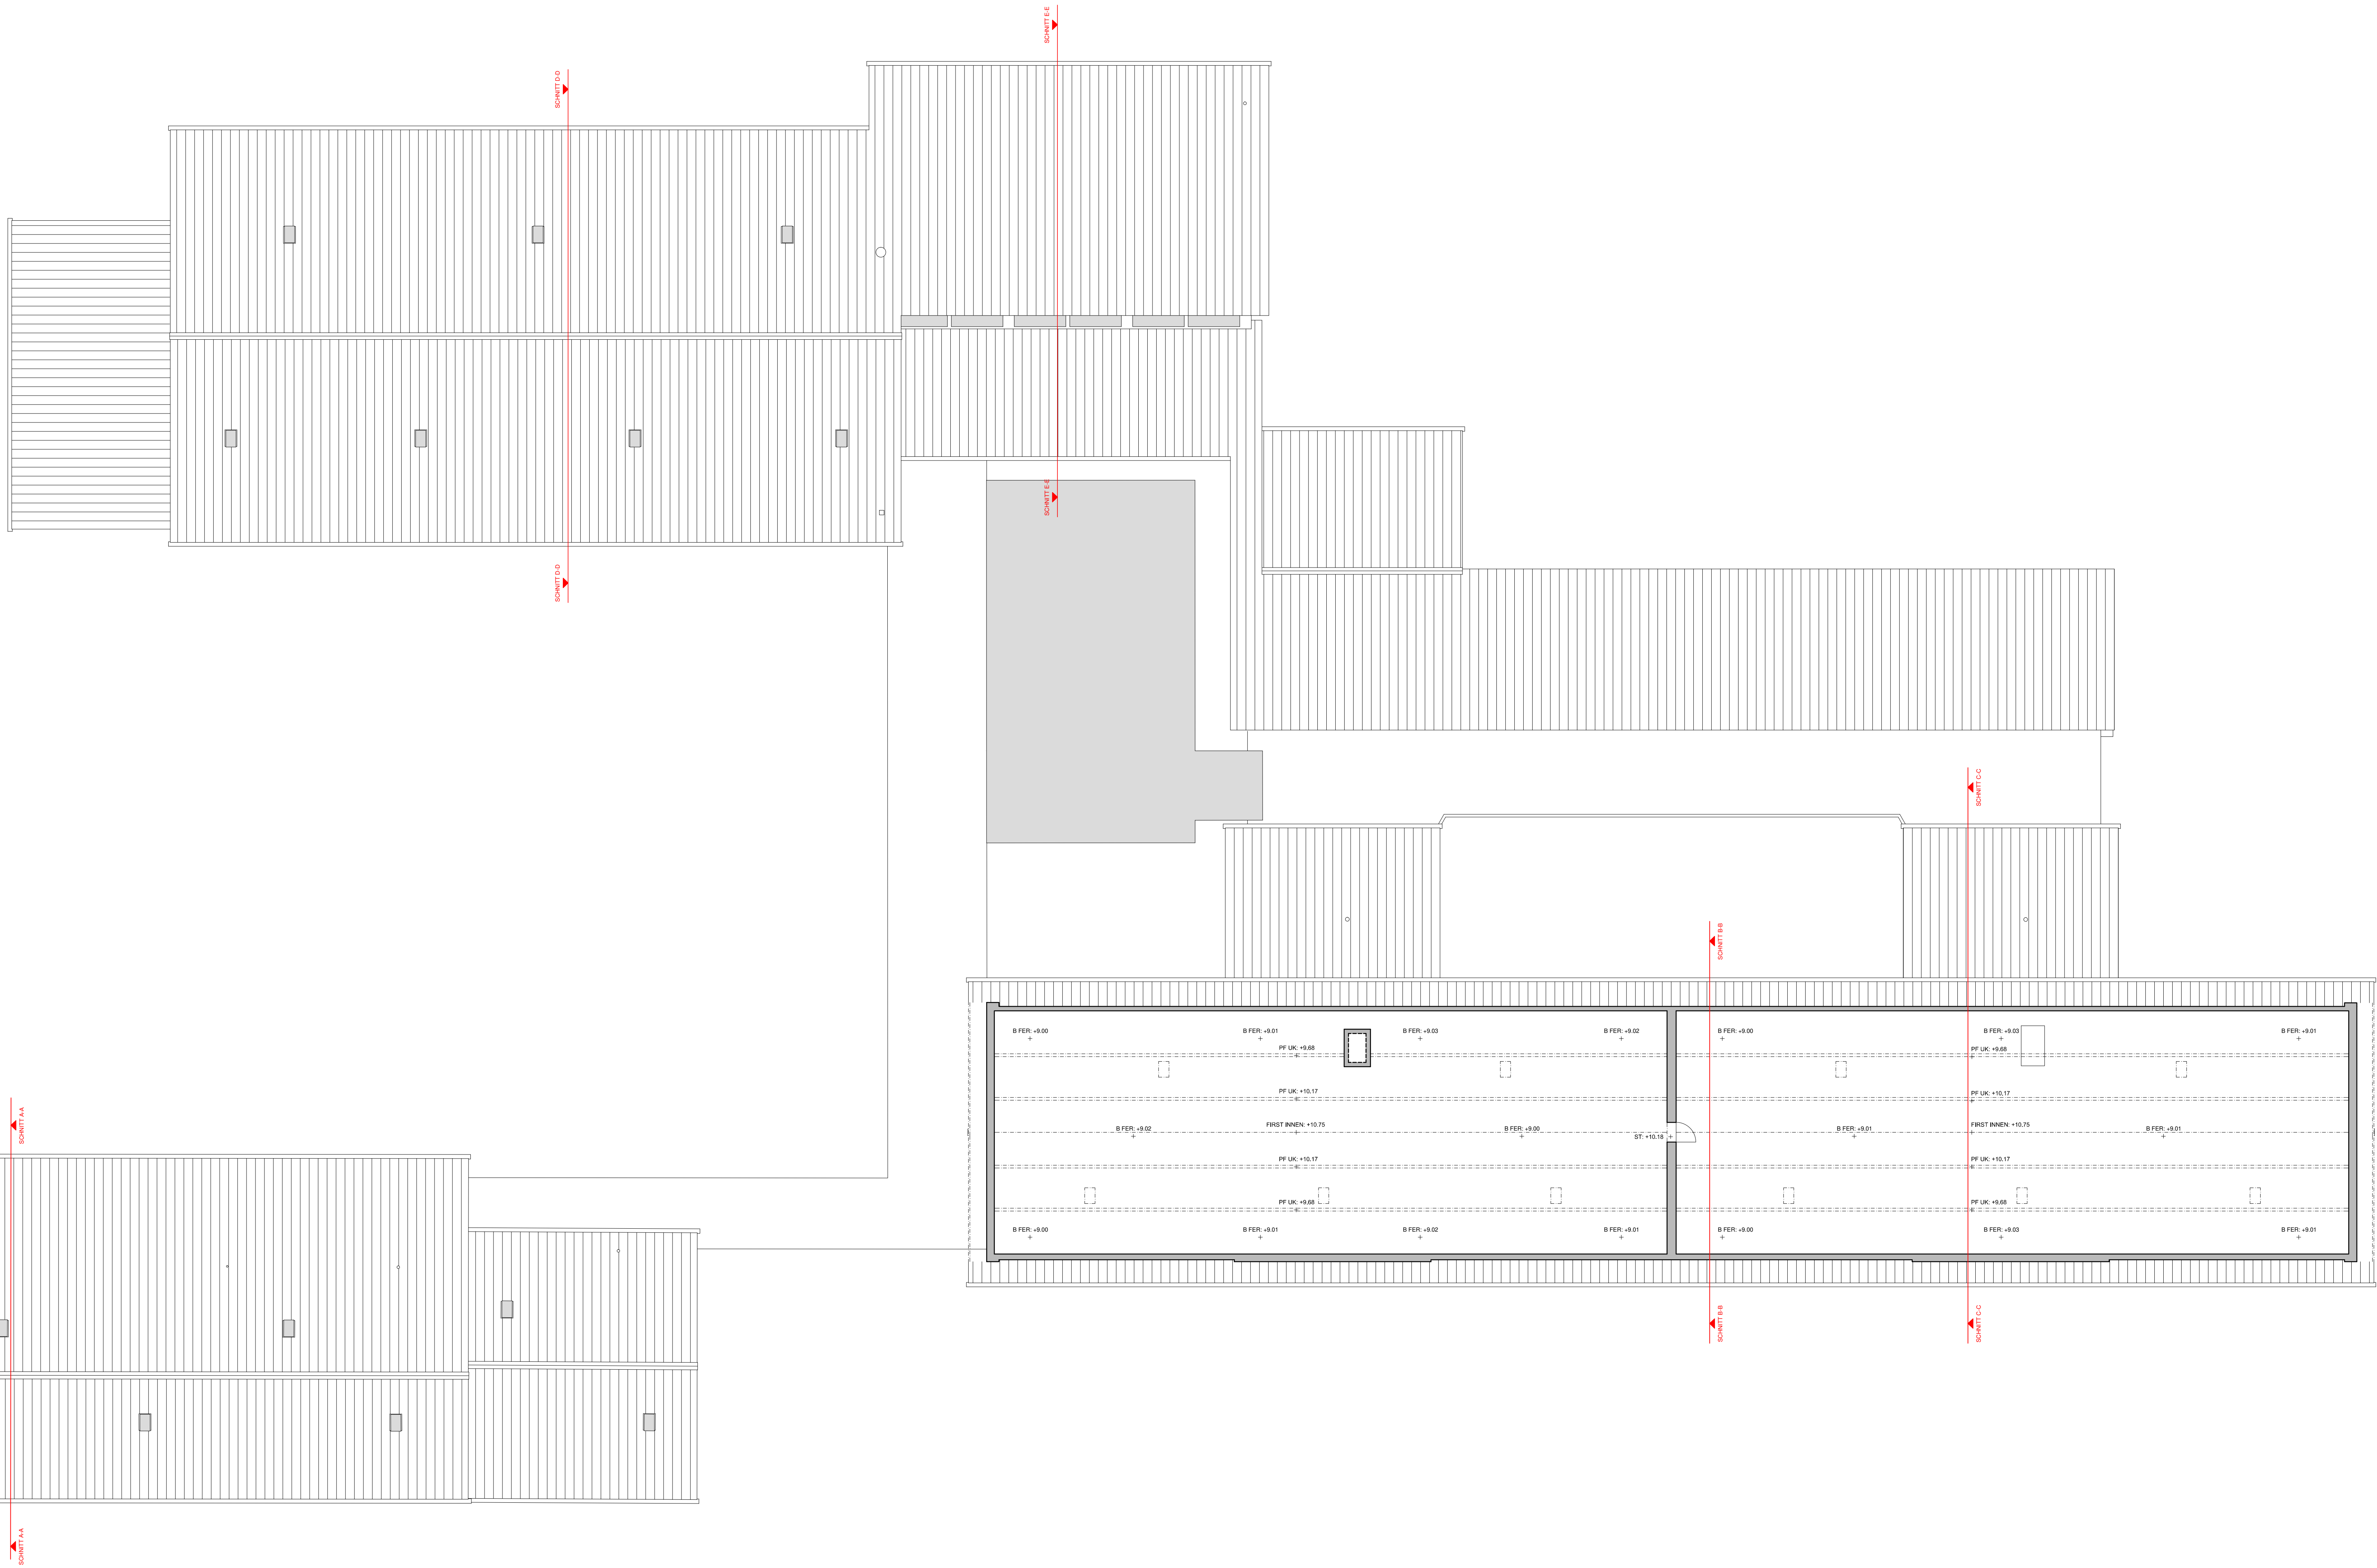 SCHNITT E-E
SCHNITT D-D
SCHNITT E-E
SCHNITT D-D
SCHNITT C-C
SCHNITT B-B
B FER: +9.00
B FER: +9.01
B FER: +9.03
B FER: +9.02
B FER: +9.00
B FER: +9.03
B FER: +9.01
PF UK: +9.68
PF UK: +9.68
PF UK: +10.17
PF UK: +10.17
B FER: +9.02
FIRST INNEN: +10.75
B FER: +9.00
ST: +10.18
B FER: +9.01
FIRST INNEN: +10.75
B FER: +9.01
PF UK: +10.17
PF UK: +10.17
PF UK: +9.68
PF UK: +9.68
B FER: +9.00
B FER: +9.01
B FER: +9.02
B FER: +9.01
B FER: +9.00
B FER: +9.03
B FER: +9.01
SCHNITT A-A
SCHNITT B-B
SCHNITT C-C
SCHNITT A-A